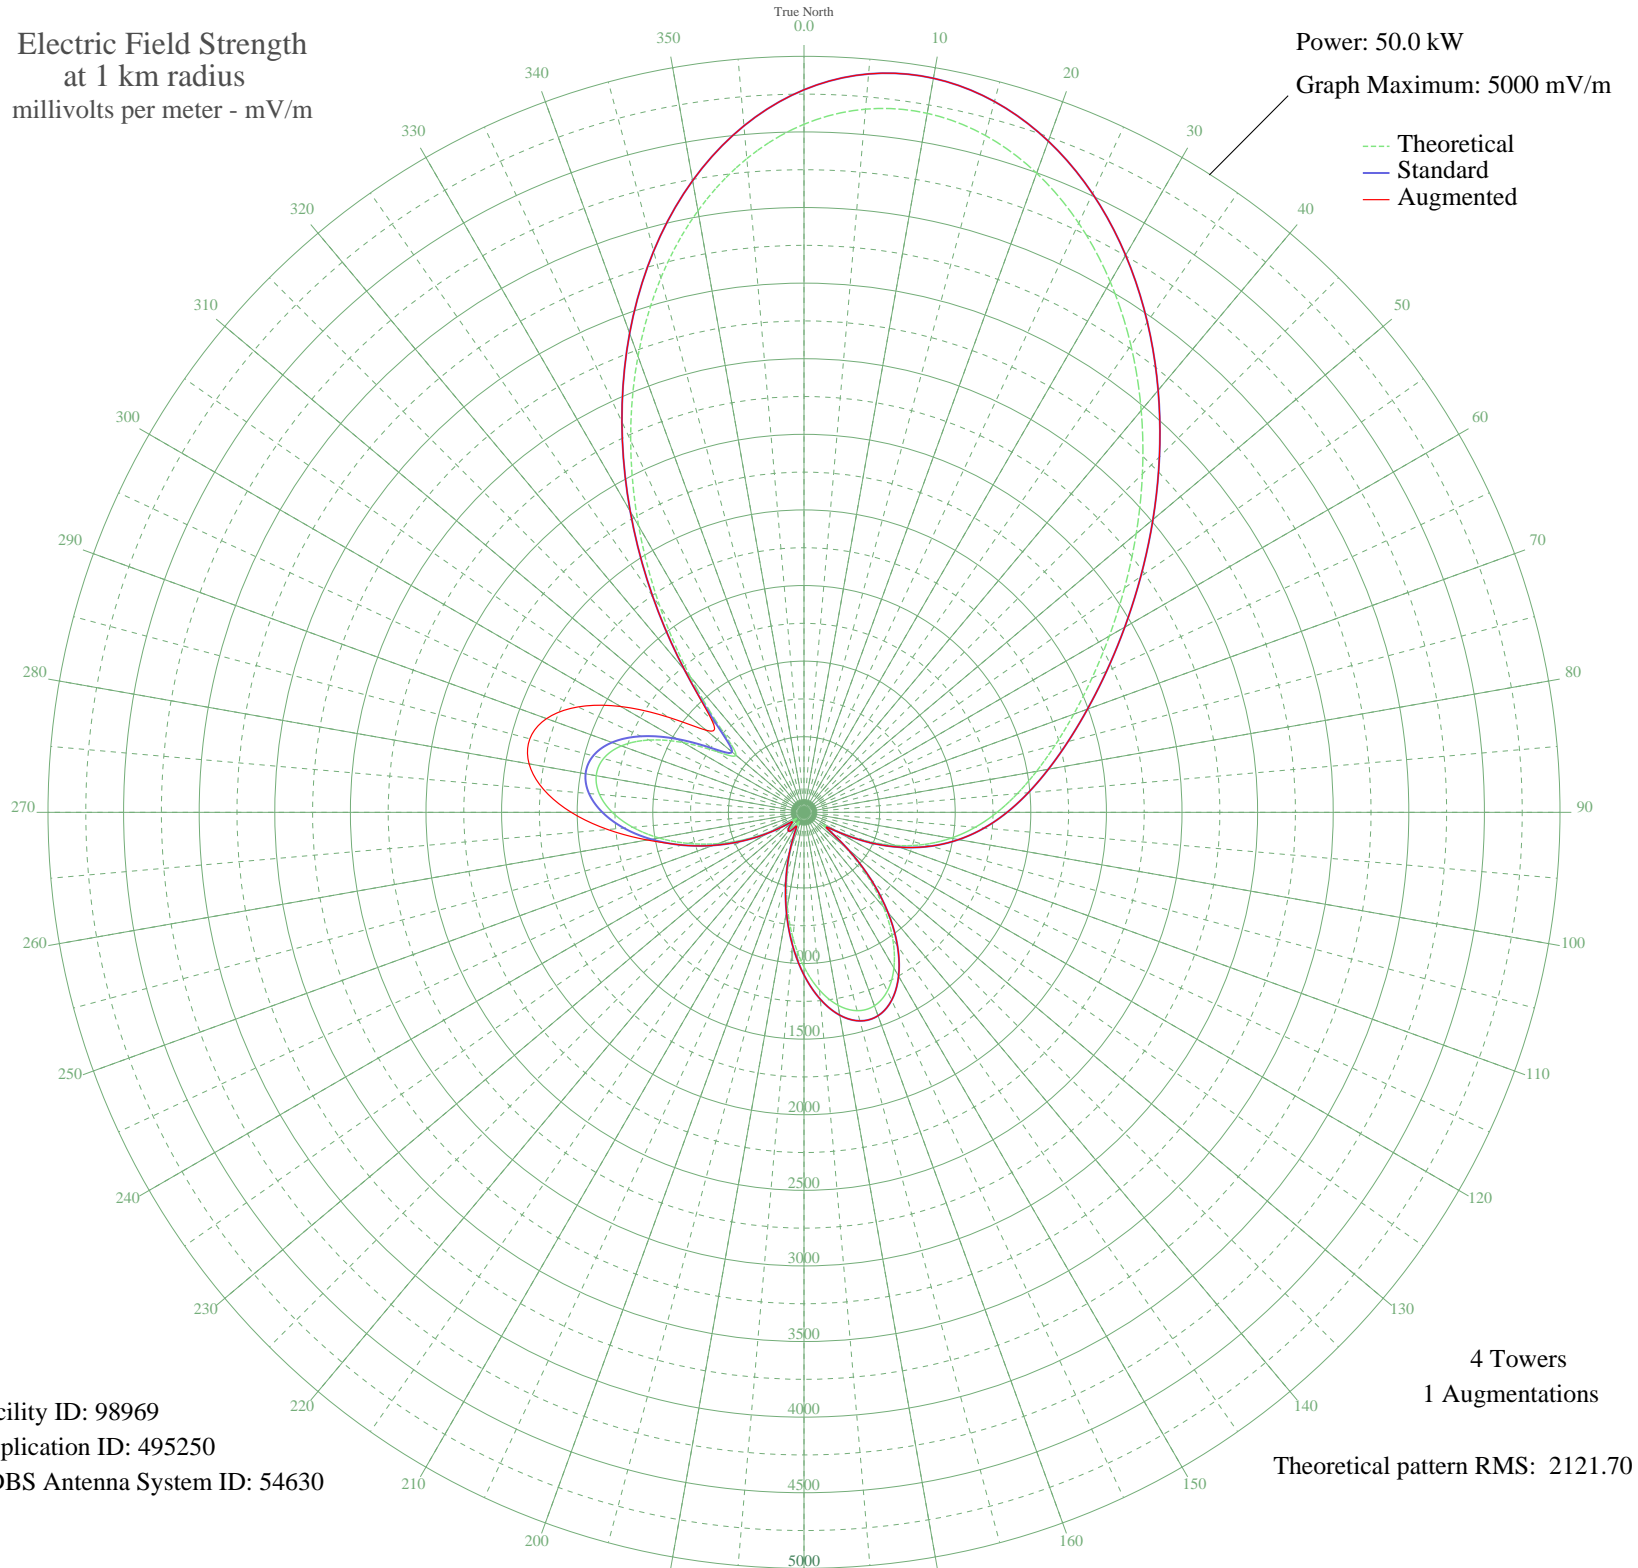 True North
Electric Field Strength
at 1 km radius
millivolts per meter - mV/m
Power: 50.0 kW
Graph Maximum: 5000 mV/m
Theoretical
Standard
Augmented
0.0
10
20
30
40
50
60
70
80
90
100
110
120
130
140
150
160
200
210
220
230
240
250
260
270
280
290
300
310
320
330
340
350
1000
1500
2000
2500
3000
3500
4000
4500
5000
4 Towers
1 Augmentations
Theoretical pattern RMS: 2121.70
cility ID: 98969
plication ID: 495250
DBS Antenna System ID: 54630